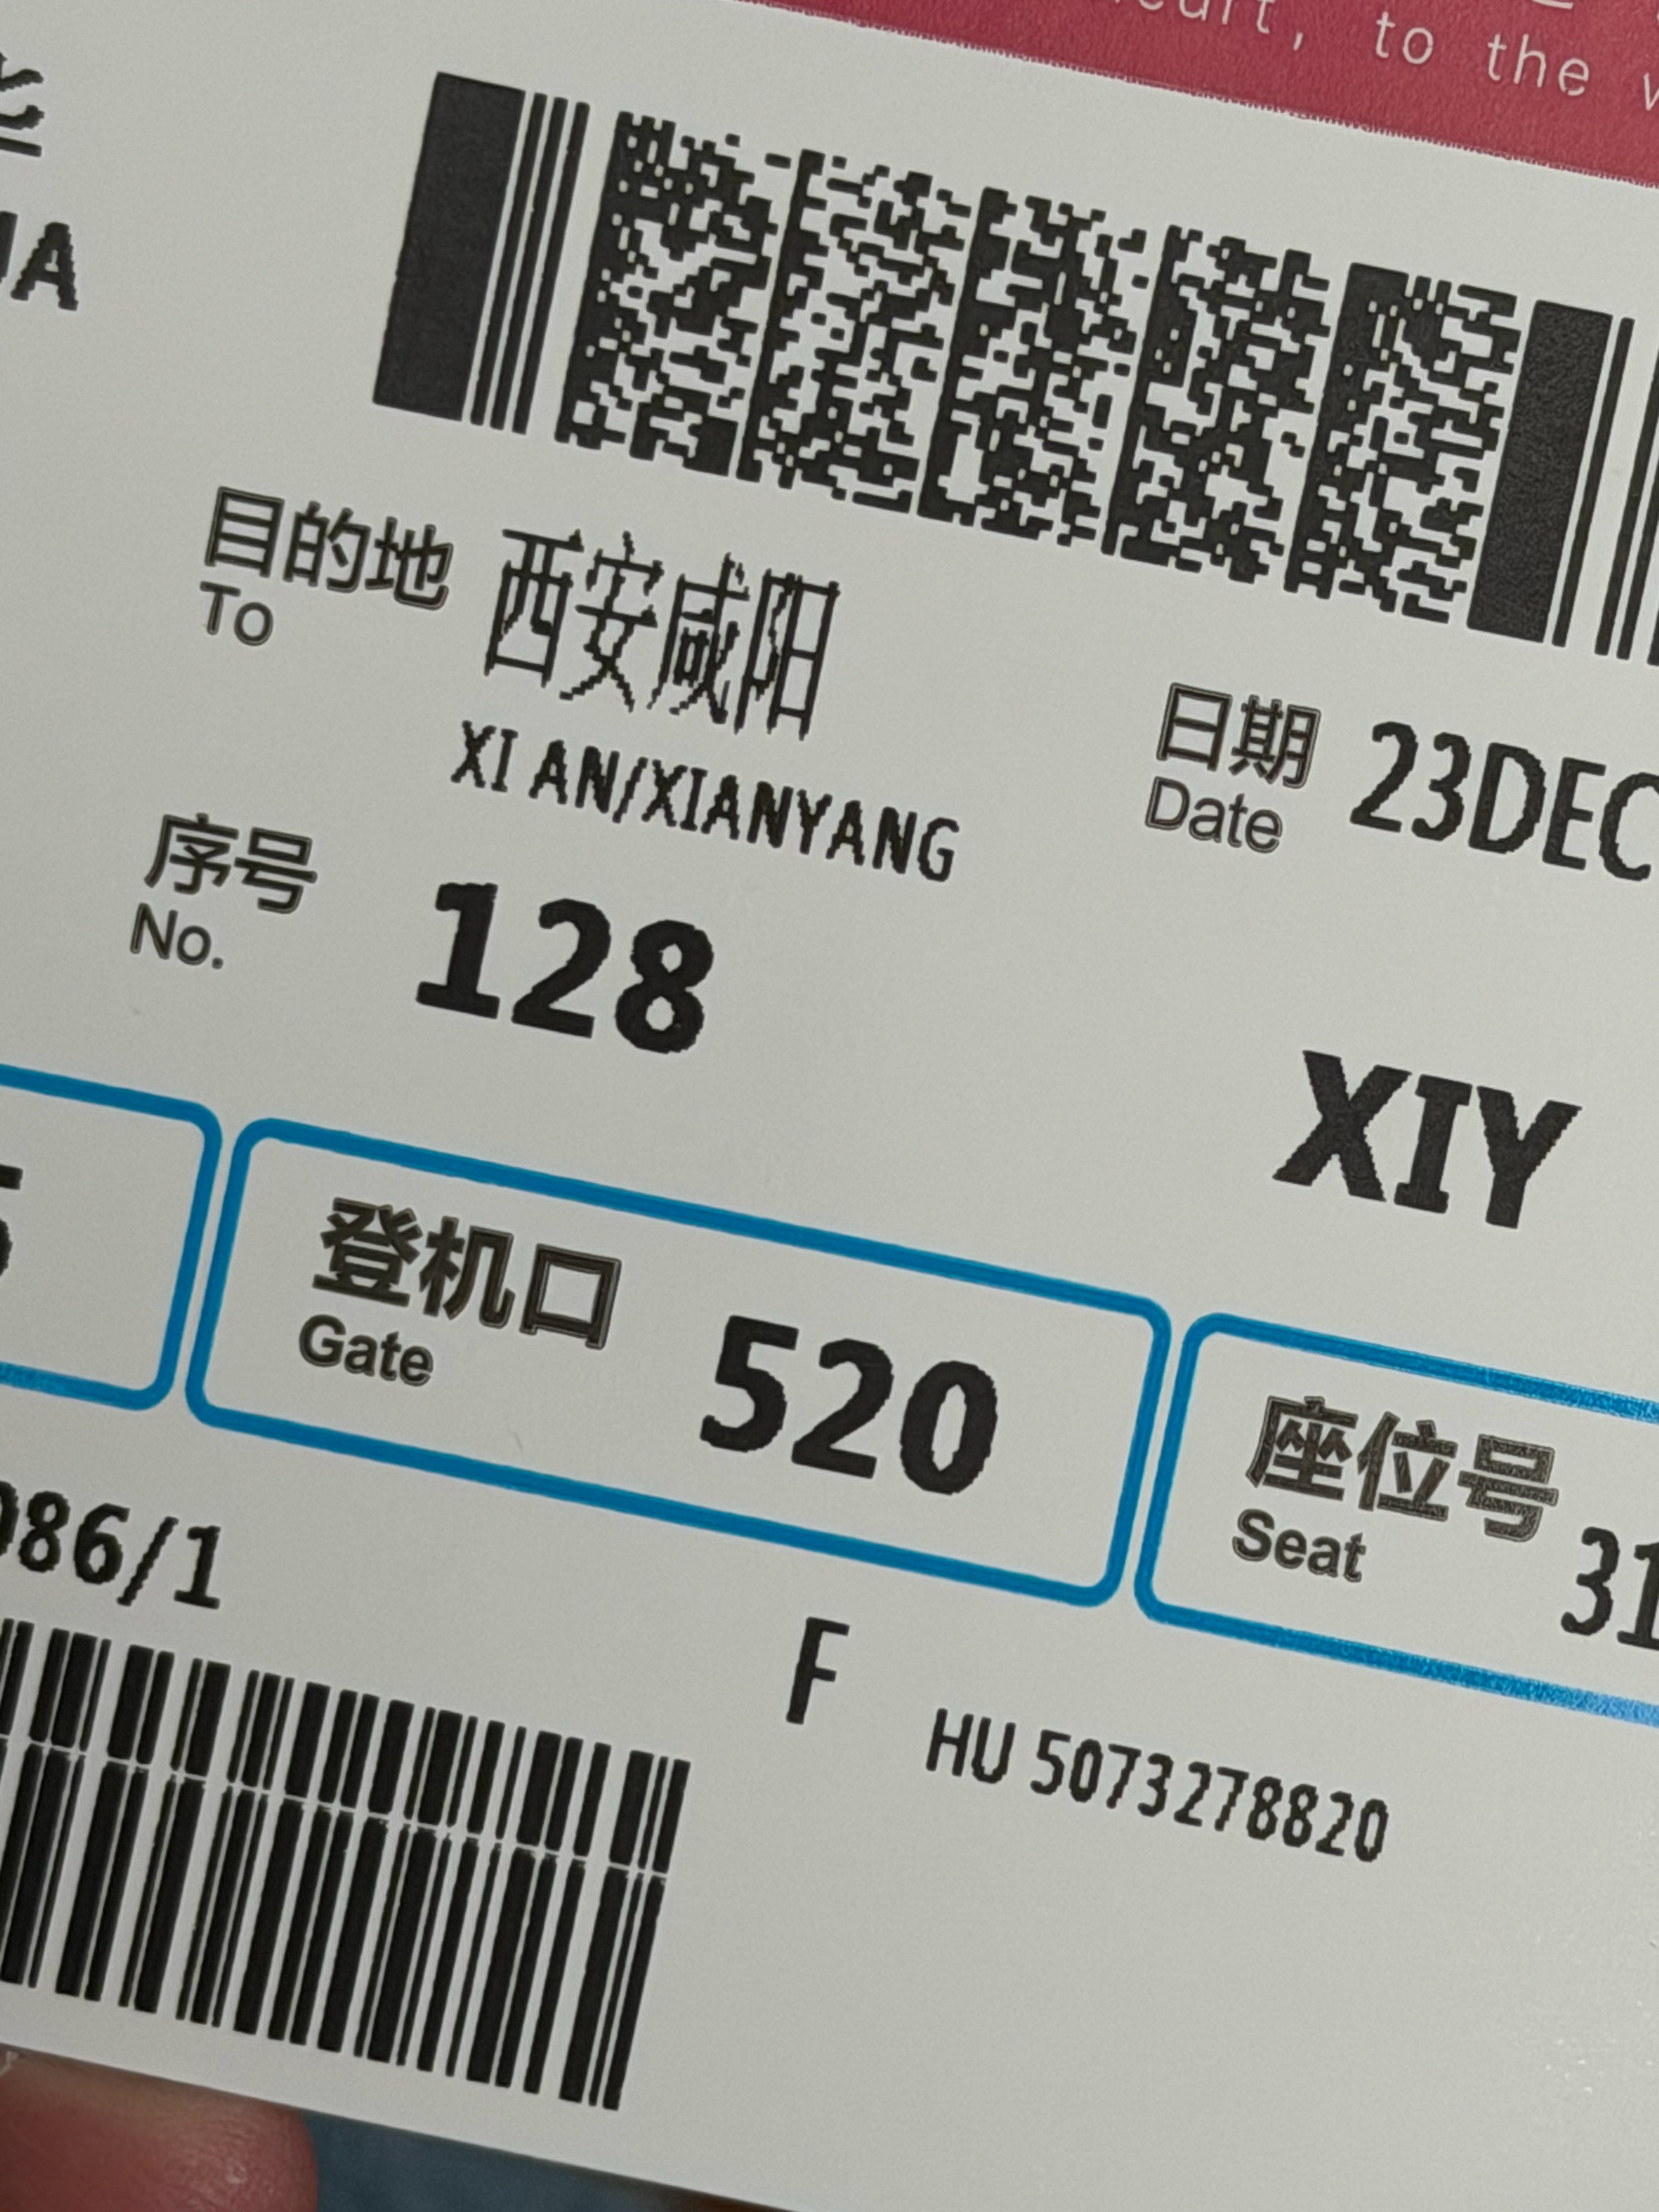 to the
目的地 西安咸阳
To
XI AN/XIANYANG
日期 23DEC
Date
序号 128
No.
XIY
登机口 520
Gate
座位号 31
Seat
086/1
F
HU 5073278820